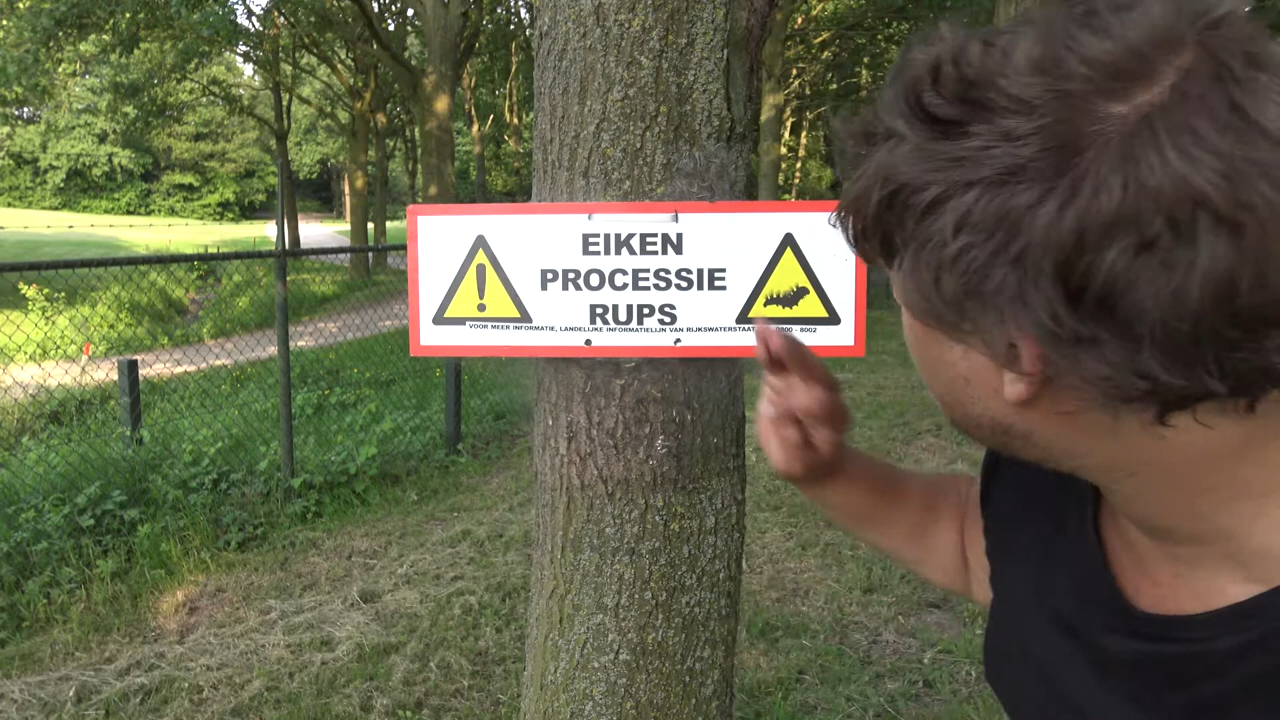 EIKEN
PROCESSIE
RUPS
VOOR MEER INFORMATIE, LANDELIJKE INFORMATIELIJN VAN RIJKSWATERSTAAT 0800 - 8002